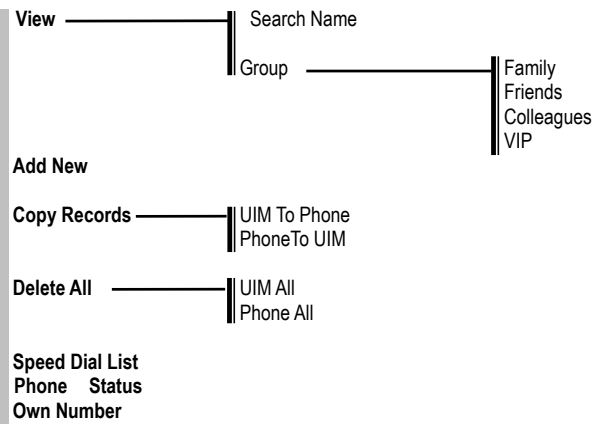 View Search Name
Group Family
Friends
Colleagues
VIP
Add New
Copy Records UIM To Phone
PhoneTo UIM
Delete All UIM All
Phone All
Speed Dial List
Phone Status
Own Number